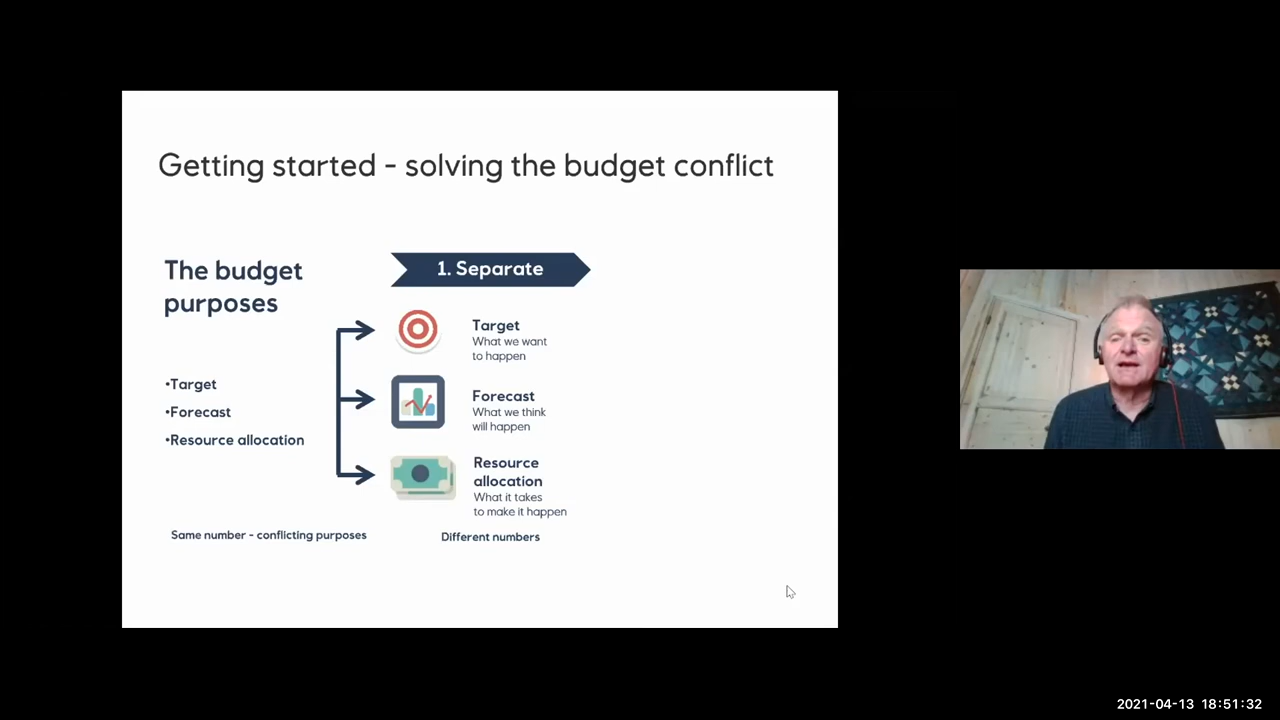 Getting started - solving the budget conflict
The budget
purposes
•Target
•Forecast
•Resource allocation
Same number - conflicting purposes
1. Separate
Target
What we want
to happen
Forecast
What we think
will happen
Resource
allocation
What it takes
to make it happen
Different numbers
2021-04-13 18:51:32